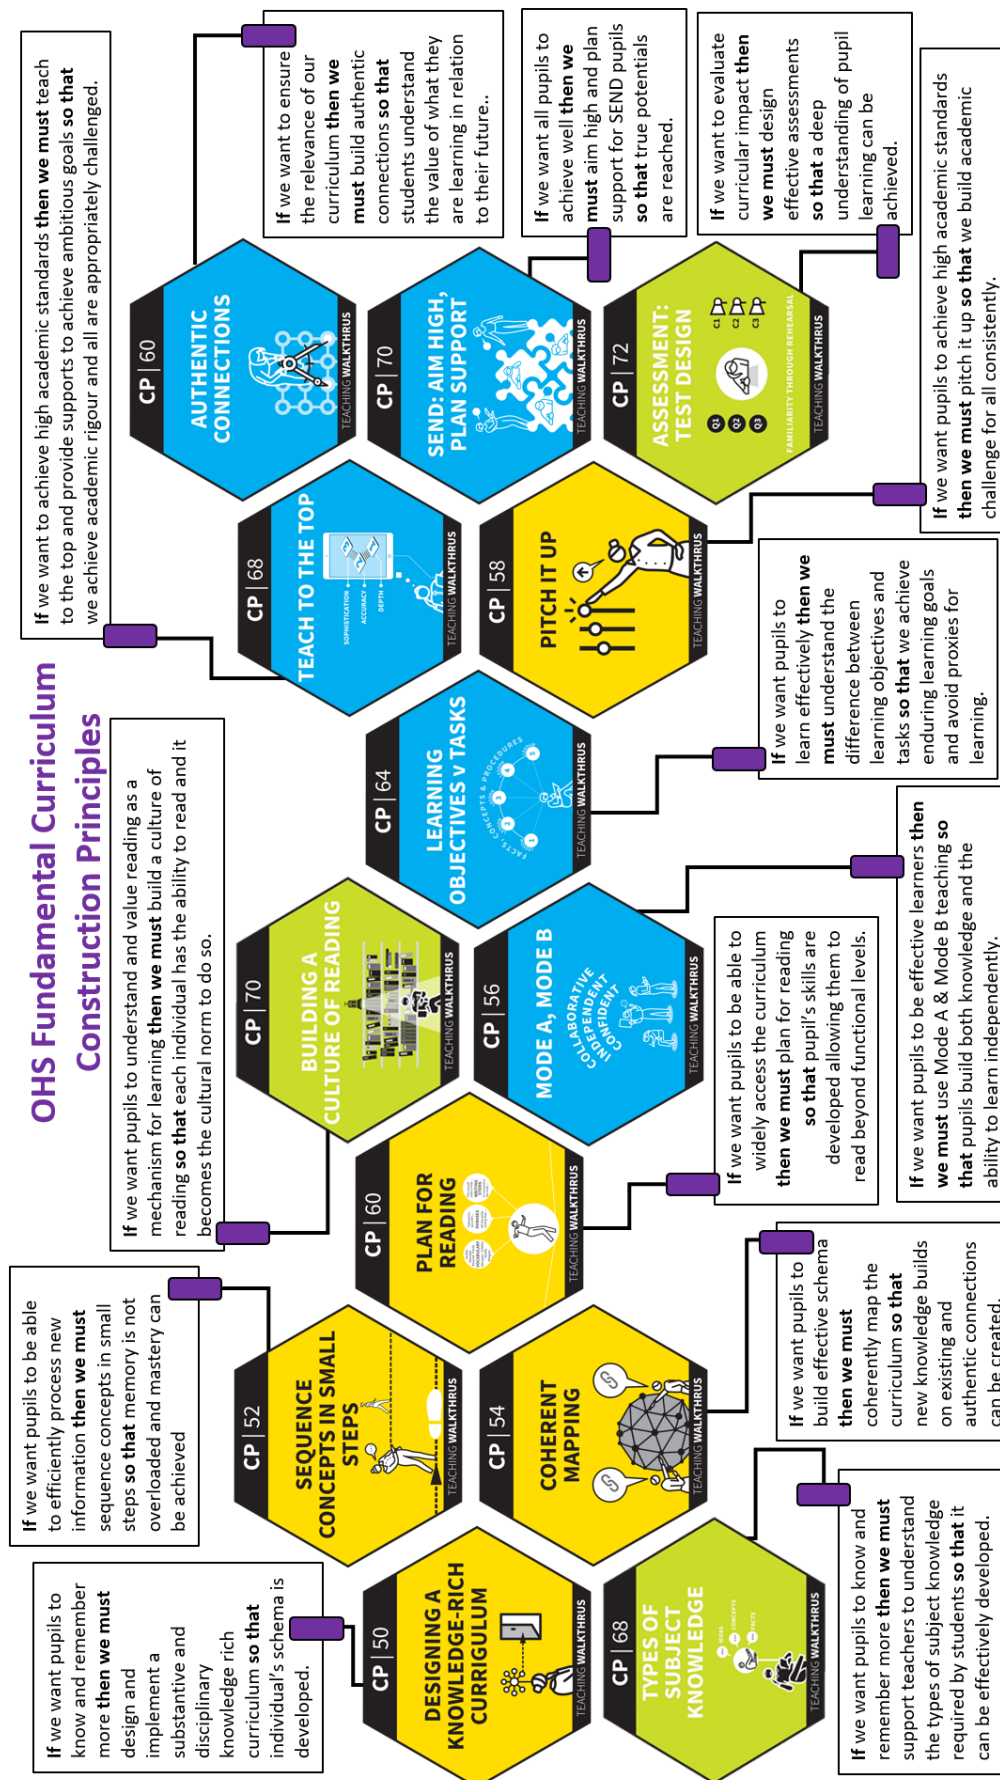 OHS Fundamental Curriculum
Construction Principles
If we want pupils to
know and remember
more then we must
design and
implement a
substantive and
disciplinary
knowledge rich
curriculum so that
individual's schema is
developed.
If we want pupils to be able
to efficiently process new
information then we must
sequence concepts in small
steps so that memory is not
overloaded and mastery can
be achieved
If we want pupils to understand and value reading as a
mechanism for learning then we must build a culture of
reading so that each individual has the ability to read and it
becomes the cultural norm to do so.
If we want to achieve high academic standards then we must teach
to the top and provide supports to achieve ambitious goals so that
we achieve academic rigour and all are appropriately challenged.
If we want to ensure
the relevance of our
curriculum then we
must build authentic
connections so that
students understand
the value of what they
are learning in relation
to their future..
CP | 50
DESIGNING A
KNOWLEDGE-RICH
CURRIGULUM
TEACHING WALKTHRUS
CP | 52
SEQUENCE
CONCEPTS IN SMALL
STEPS
TEACHING WALKTHRUS
CP | 60
PLAN FOR
READING
TEACHING WALKTHRUS
CP | 70
BUILDING A
CULTURE OF READING
TEACHING WALKTHRUS
CP | 64
LEARNING
OBJECTIVES v TASKS
FACTS, CONCEPTS & PROCEDURES
1
2
3
4
5
TEACHING WALKTHRUS
CP | 68
TEACH TO THE TOP
SOPHISTICATION
ACCURACY
DEPTH
TEACHING WALKTHRUS
CP | 60
AUTHENTIC
CONNECTIONS
TEACHING WALKTHRUS
CP | 68
TYPES OF
SUBJECT
KNOWLEDGE
IDEAS
CONCEPTS
FACTS
TEACHING WALKTHRUS
CP | 54
COHERENT
MAPPING
TEACHING WALKTHRUS
CP | 56
MODE A, MODE B
COLLABORATIVE
INDEPENDENT
CONFIDENT
TEACHING WALKTHRUS
CP | 58
PITCH IT UP
TEACHING WALKTHRUS
CP | 70
SEND: AIM HIGH,
PLAN SUPPORT
TEACHING WALKTHRUS
CP | 72
ASSESSMENT:
TEST DESIGN
Q1
Q2
Q3
C1
C2
C3
FAMILIARITY THROUGH REHEARSAL
TEACHING WALKTHRUS
If we want all pupils to
achieve well then we
must aim high and plan
support for SEND pupils
so that true potentials
are reached.
If we want to evaluate
curricular impact then
we must design
effective assessments
so that a deep
understanding of pupil
learning can be
achieved.
If we want pupils to know and
remember more then we must
support teachers to understand
the types of subject knowledge
required by students so that it
can be effectively developed.
If we want pupils to
build effective schema
then we must
coherently map the
curriculum so that
new knowledge builds
on existing and
authentic connections
can be created.
If we want pupils to be able to
widely access the curriculum
then we must plan for reading
so that pupil's skills are
developed allowing them to
read beyond functional levels.
If we want pupils to be effective learners then
we must use Mode A & Mode B teaching so
that pupils build both knowledge and the
ability to learn independently.
If we want pupils to
learn effectively then we
must understand the
difference between
learning objectives and
tasks so that we achieve
enduring learning goals
and avoid proxies for
learning.
If we want pupils to achieve high academic standards
then we must pitch it up so that we build academic
challenge for all consistently.